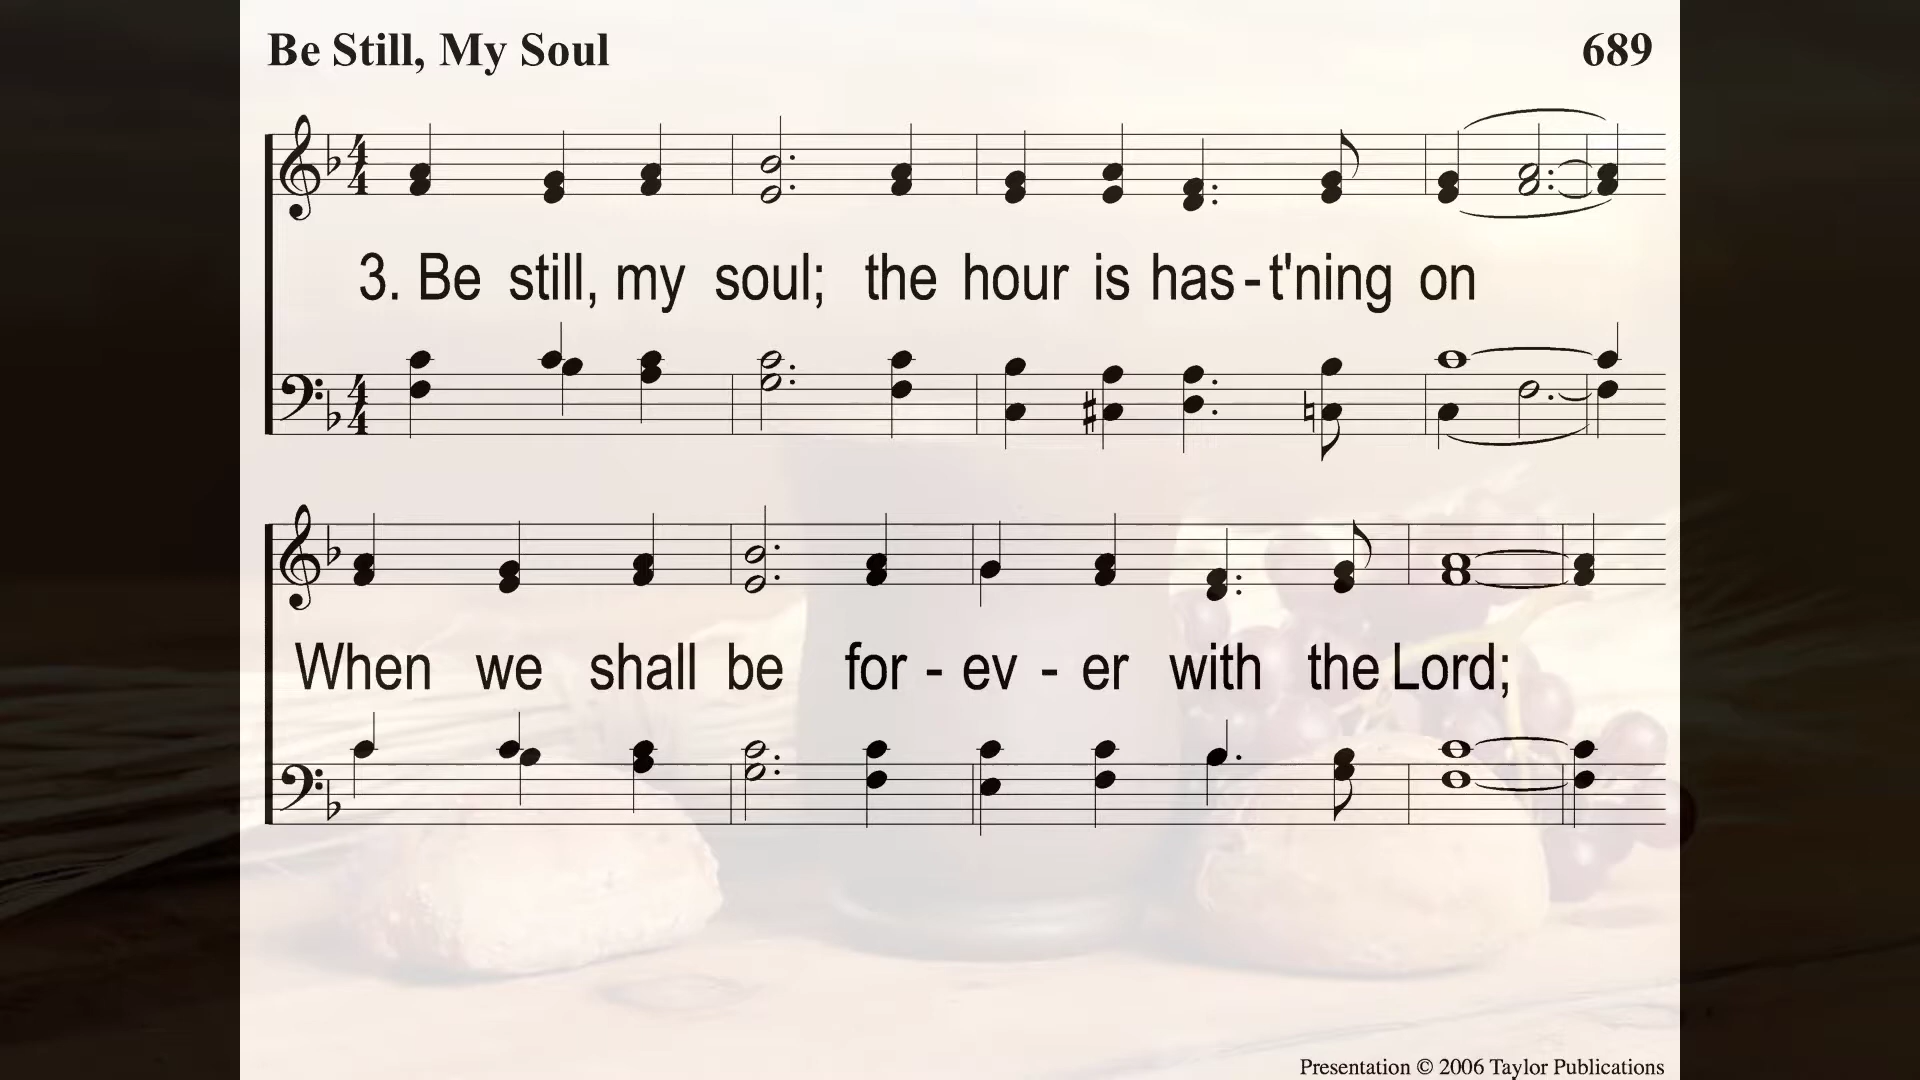 Be Still, My Soul 689
3. Be still, my soul; the hour is has-t'ning on
When we shall be for-ev-er with the Lord;
Presentation © 2006 Taylor Publications